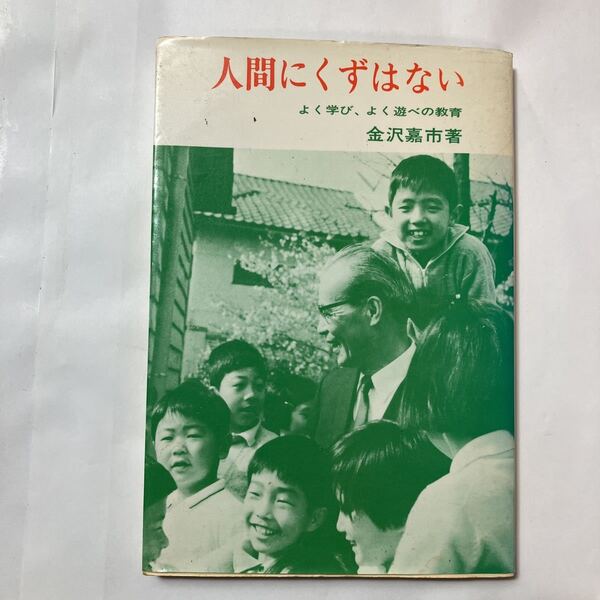 人間にくずはない
よく学び、よく遊べの教育
金沢嘉市著